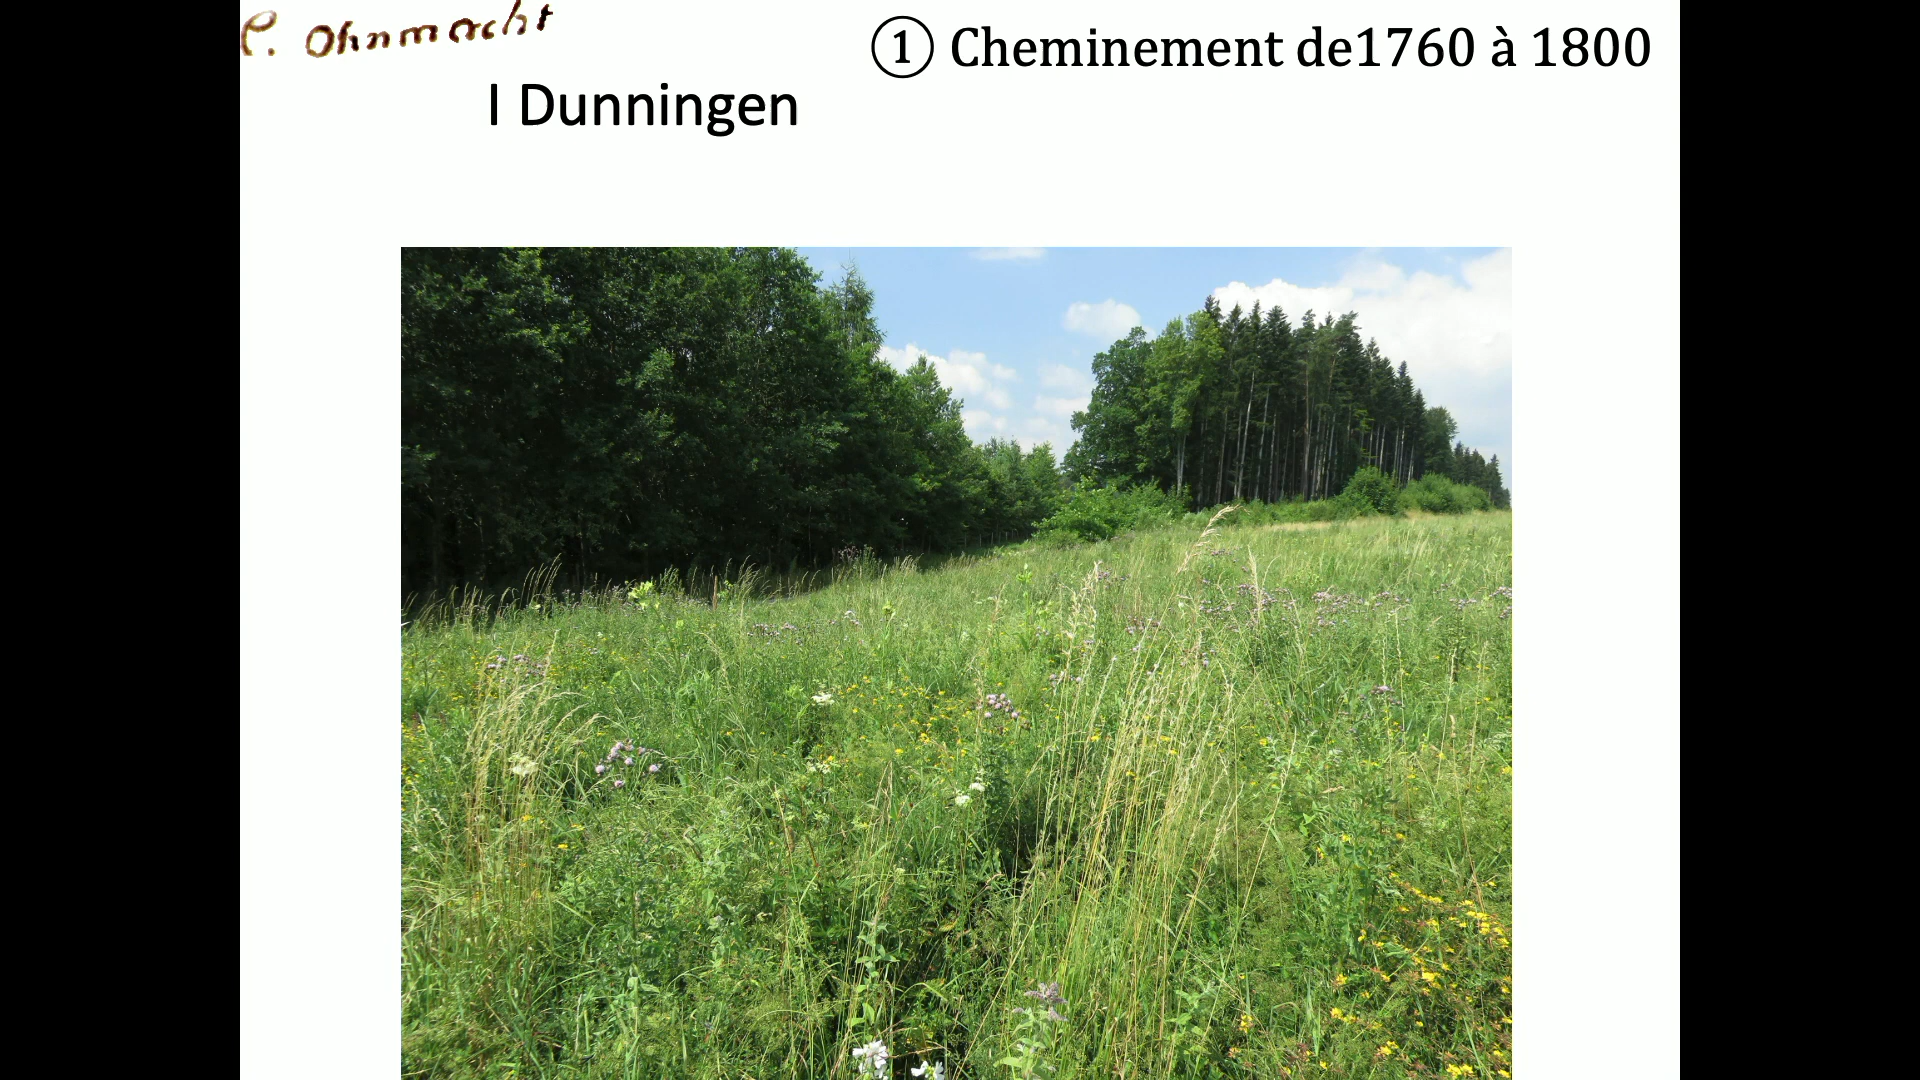 P. Ohnmacht
① Cheminement de1760 à 1800
I Dunningen